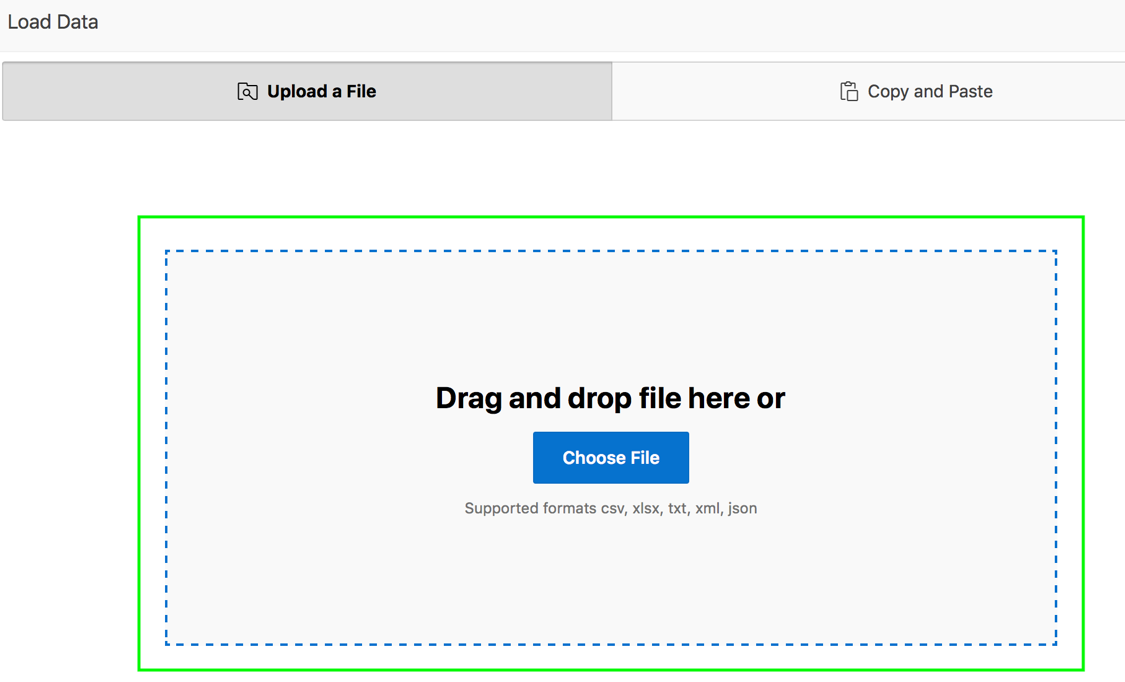 Load Data
Upload a File
Copy and Paste
Drag and drop file here or
Choose File
Supported formats csv, xlsx, txt, xml, json